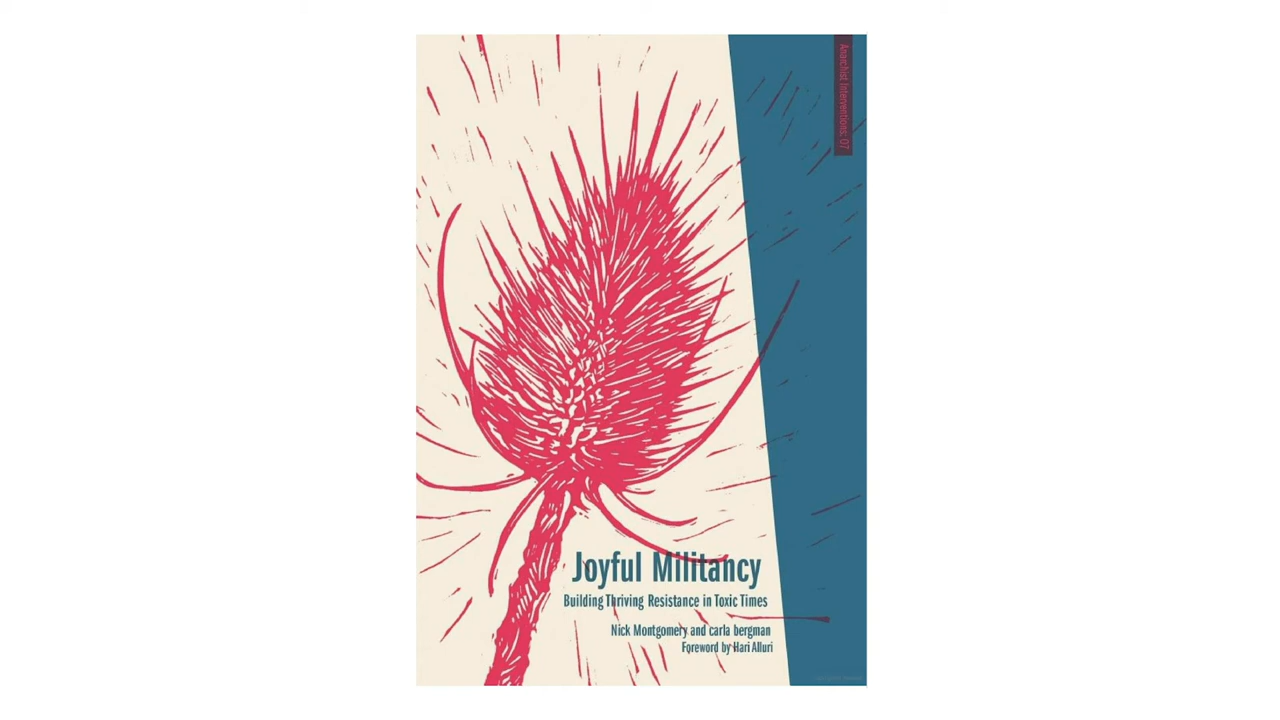 Anarchist Interventions: 07
Joyful Militancy
Building Thriving Resistance in Toxic Times
Nick Montgomery and carla bergman
Foreword by Hari Alluri